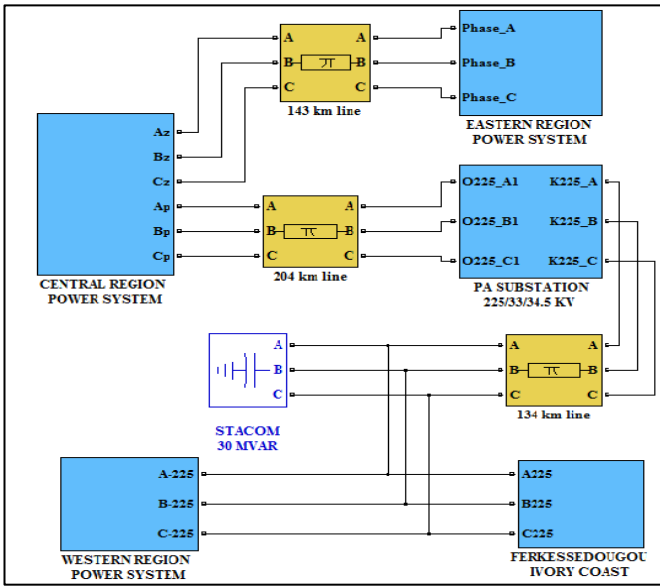 A A
B π B
C C
143 km line
Phase_A
Phase_B
Phase_C
EASTERN REGION
POWER SYSTEM
Az
Bz
Cz
Ap
Bp
Cp
CENTRAL REGION
POWER SYSTEM
A A
B π B
C C
204 km line
O225_A1 K225_A
O225_B1 K225_B
O225_C1 K225_C
PA SUBSTATION
225/33/34.5 KV
A
B
C
STACOM
30 MVAR
A A
B π B
C C
134 km line
A-225
B-225
C-225
WESTERN REGION
POWER SYSTEM
A225
B225
C225
FERKESSEDOUGOU
IVORY COAST